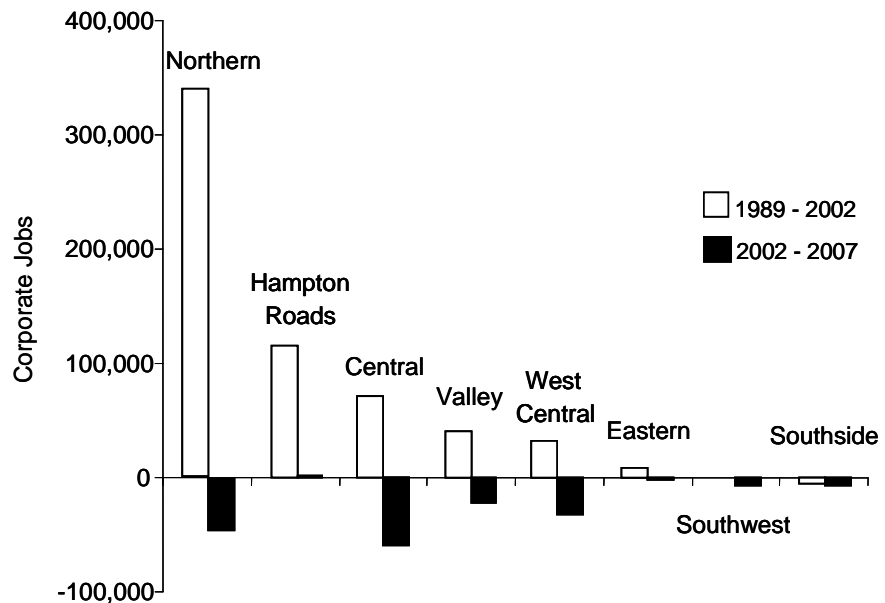 400,000
300,000
200,000
100,000
0
-100,000
Corporate Jobs
Northern
Hampton
Roads
Central
Valley
West
Central
Eastern
Southwest
Southside
1989 - 2002
2002 - 2007